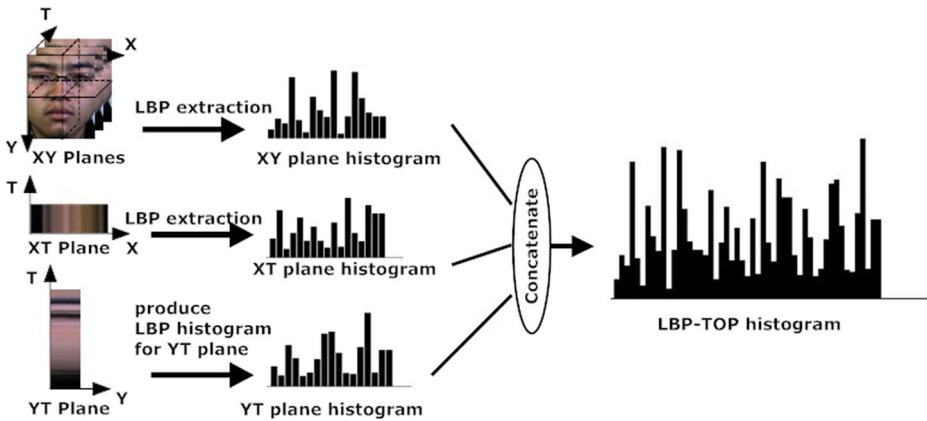 T
X
Y
XY Planes
LBP extraction
XY plane histogram
T
XT Plane
X
LBP extraction
XT plane histogram
T
YT Plane
Y
produce
LBP histogram
for YT plane
YT plane histogram
Concatenate
LBP-TOP histogram